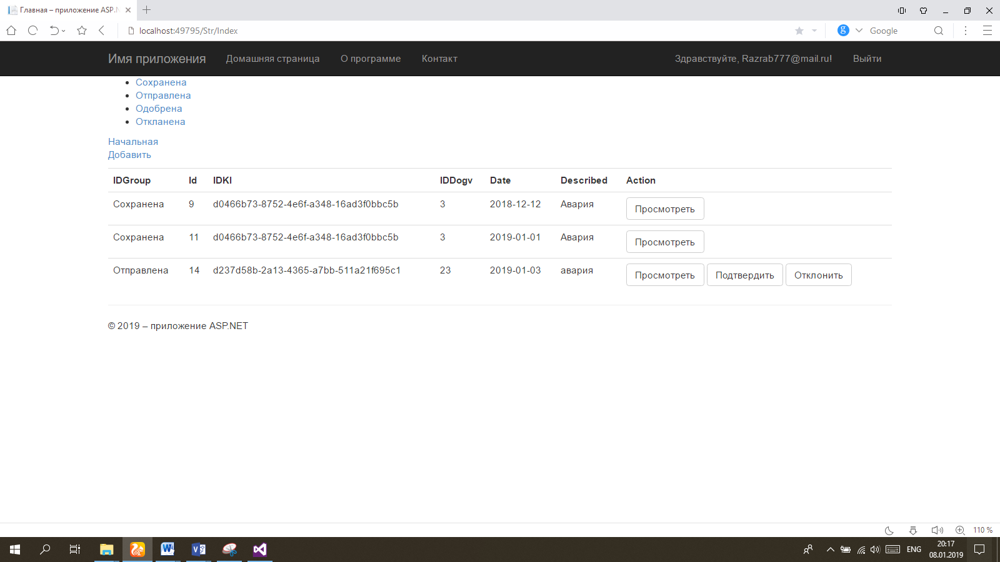 Главная – приложение ASP.N
localhost:49795/Str/Index
Google
Имя приложения Домашняя страница О программе Контакт Здравствуйте, Razrab777@mail.ru! Выйти
Сохранена
Отправлена
Одобрена
Откланена
Начальная
Добавить
IDGroup Id IDKl IDDogv Date Described Action
Сохранена 9 d0466b73-8752-4e6f-a348-16ad3f0bbc5b 3 2018-12-12 Авария Просмотреть
Сохранена 11 d0466b73-8752-4e6f-a348-16ad3f0bbc5b 3 2019-01-01 Авария Просмотреть
Отправлена 14 d237d58b-2a13-4365-a7bb-511a21f695c1 23 2019-01-03 авария Просмотреть Подтвердить Отклонить
© 2019 – приложение ASP.NET
110 %
ENG
20:17
08.01.2019